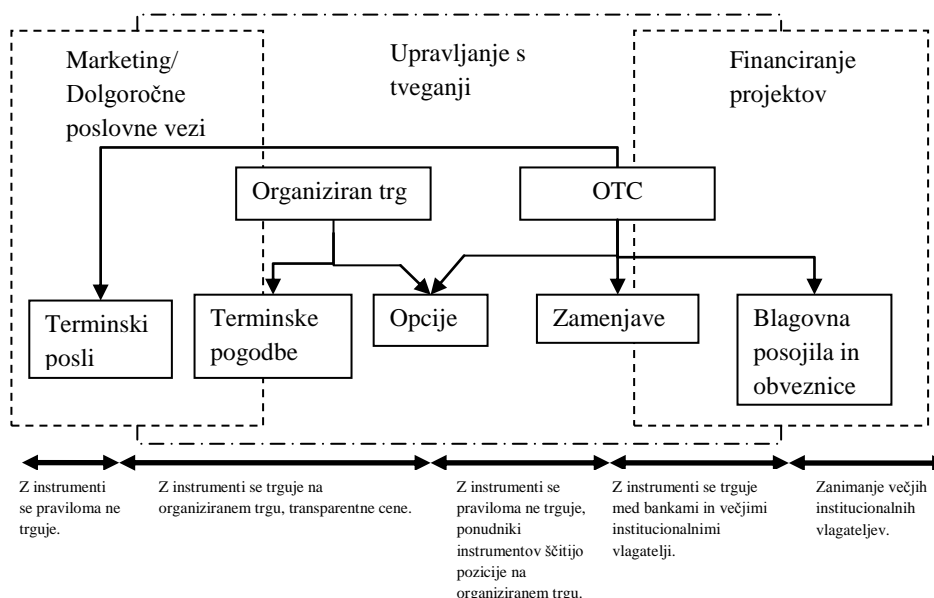 Marketing/
Dolgoročne
poslovne vezi
Upravljanje s
tveganji
Financiranje
projektov
Organiziran trg
OTC
Terminski
posli
Terminske
pogodbe
Opcije
Zamenjave
Blagovna
posojila in
obveznice
Z instrumenti
se praviloma ne
trguje.
Z instrumenti se trguje na
organiziranem trgu, transparentne cene.
Z instrumenti se
praviloma ne trguje,
ponudniki
instrumentov ščitijo
pozicije na
organiziranem trgu.
Z instrumenti se trguje
med bankami in večjimi
institucionalnimi
vlagatelji.
Zanimanje večjih
institucionalnih
vlagateljev.